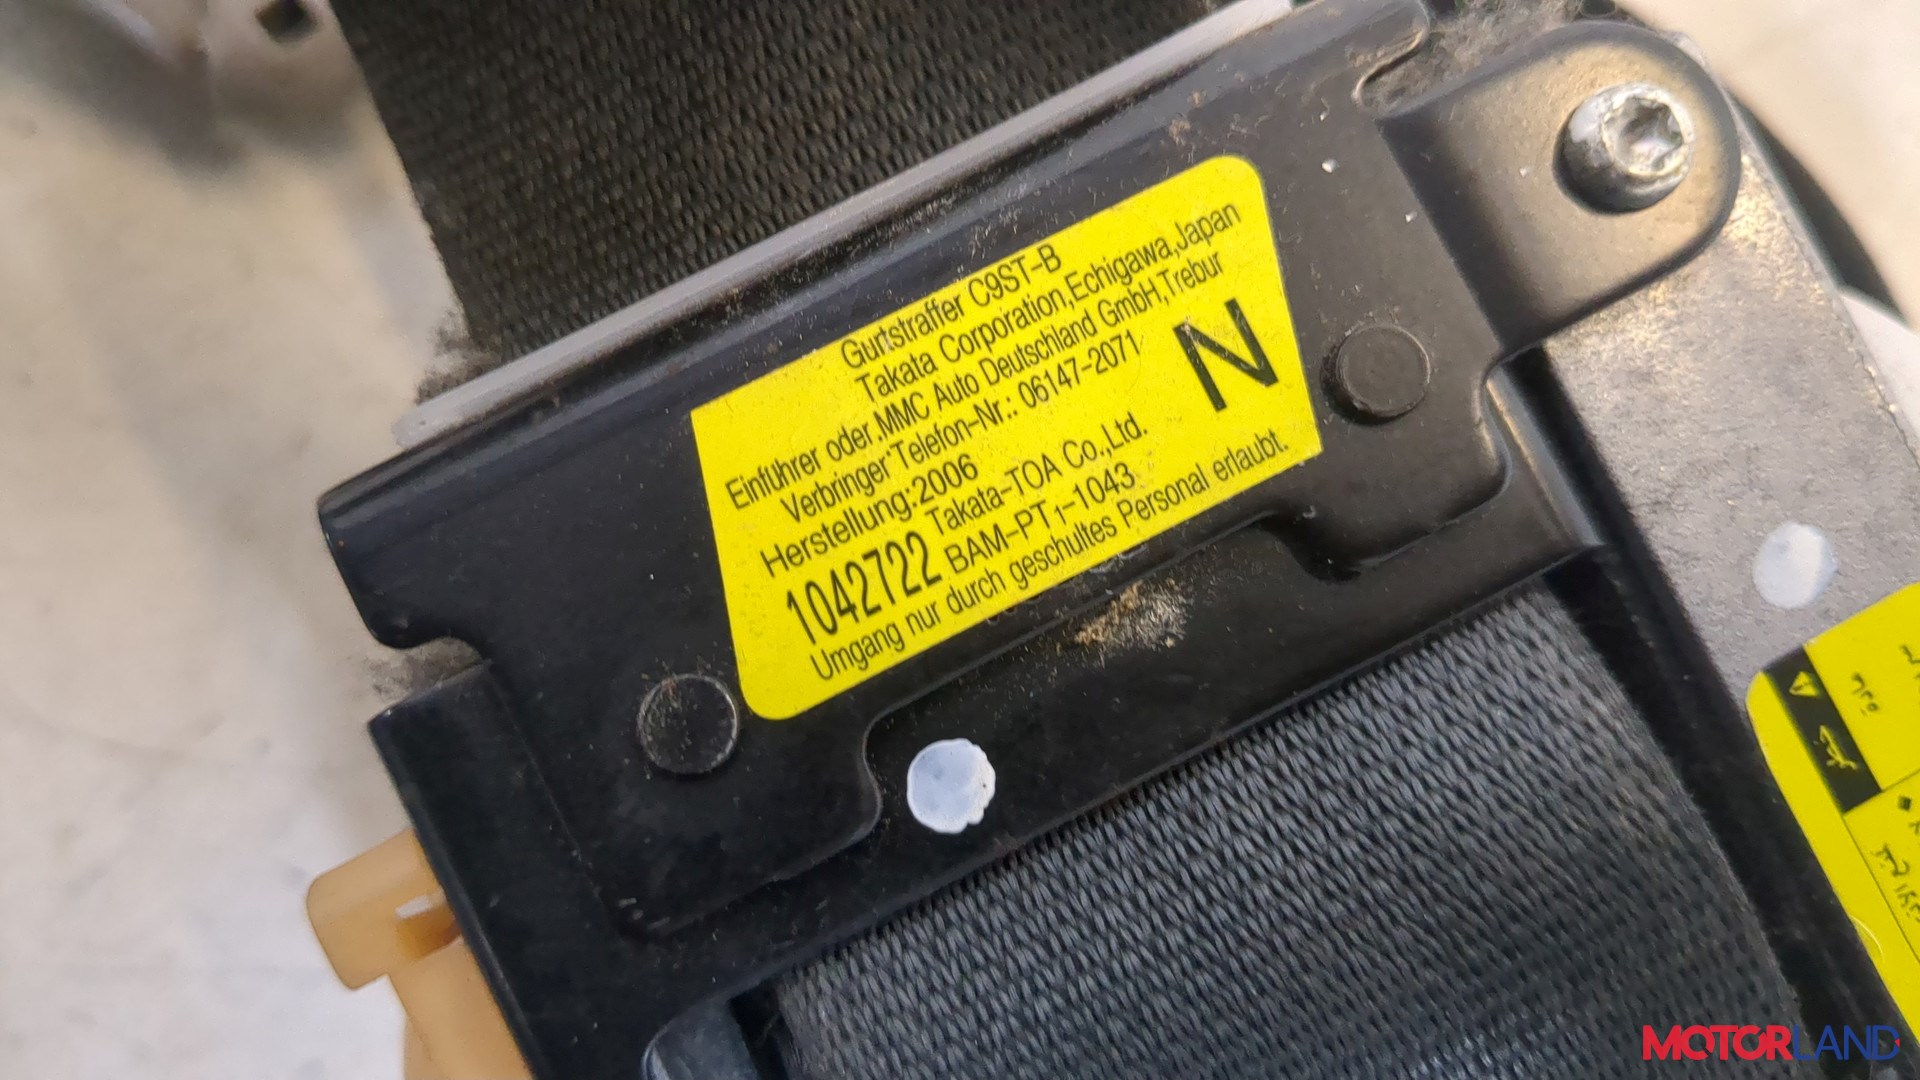 Gurtstraffer C9ST-B
Takata Corporation,Echigawa,Japan
Einführer oder MMC Auto Deutschland GmbH,Trebur
Verbringer Telefon-Nr.: 06147-2071
Herstellung:2006
N
1042722 Takata-TOA Co.,Ltd.
BAM-PT1-1043
Umgang nur durch geschultes Personal erlaubt.
MOTORLAND